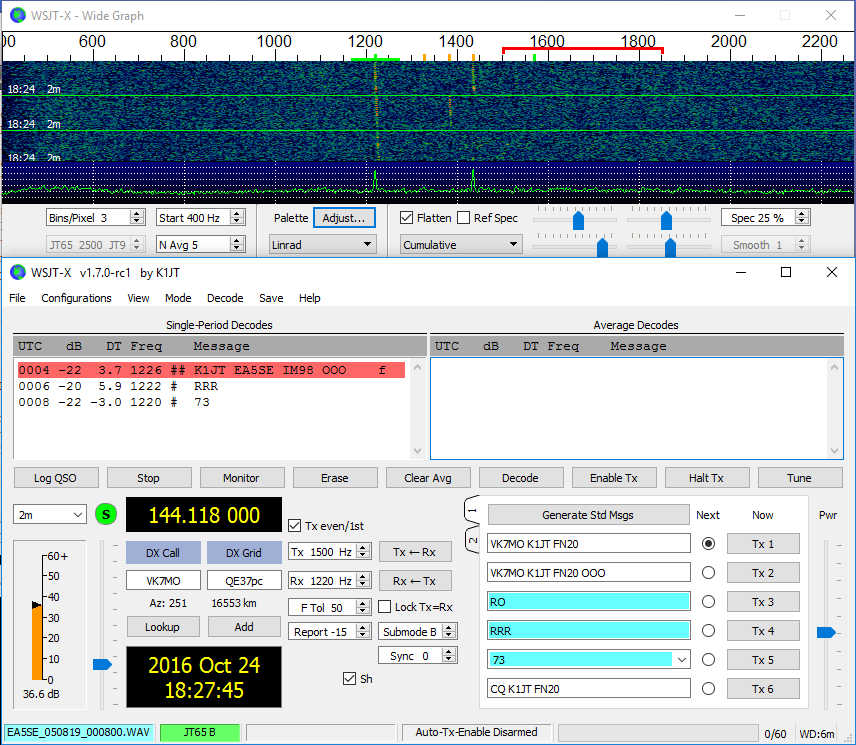 WSJT-X - Wide Graph
00 600 800 1000 1200 1400 1600 1800 2000 2200
18:24 2m
18:24 2m
18:24 2m
Bins/Pixel 3 Start 400 Hz Palette Adjust... Flatten Ref Spec Spec 25 %
JT65 2500 JT9 N Avg 5 Linrad Cumulative Smooth 1
WSJT-X v1.7.0-rc1 by K1JT
File Configurations View Mode Decode Save Help
Single-Period Decodes Average Decodes
UTC dB DT Freq Message UTC dB DT Freq Message
0004 -22 3.7 1226 ## K1JT EA5SE IM98 OOO f
0006 -20 5.9 1222 # RRR
0008 -22 -3.0 1220 # 73
Log QSO Stop Monitor Erase Clear Avg Decode Enable Tx Halt Tx Tune
2m S 144.118 000 Tx even/1st 1 Generate Std Msgs Next Now Pwr
DX Call DX Grid Tx 1500 Hz Tx ← Rx 2 VK7MO K1JT FN20 Tx 1
VK7MO QE37pc Rx 1220 Hz Rx ← Tx VK7MO K1JT FN20 OOO Tx 2
Az: 251 16553 km F Tol 50 Lock Tx=Rx RO Tx 3
Lookup Add Report -15 Submode B RRR Tx 4
2016 Oct 24 Sync 0 73 Tx 5
18:27:45 Sh CQ K1JT FN20 Tx 6
60+
50
40
30
20
10
0
36.6 dB
EA5SE_050819_000800.WAV JT65 B Auto-Tx-Enable Disarmed 0/60 WD:6m